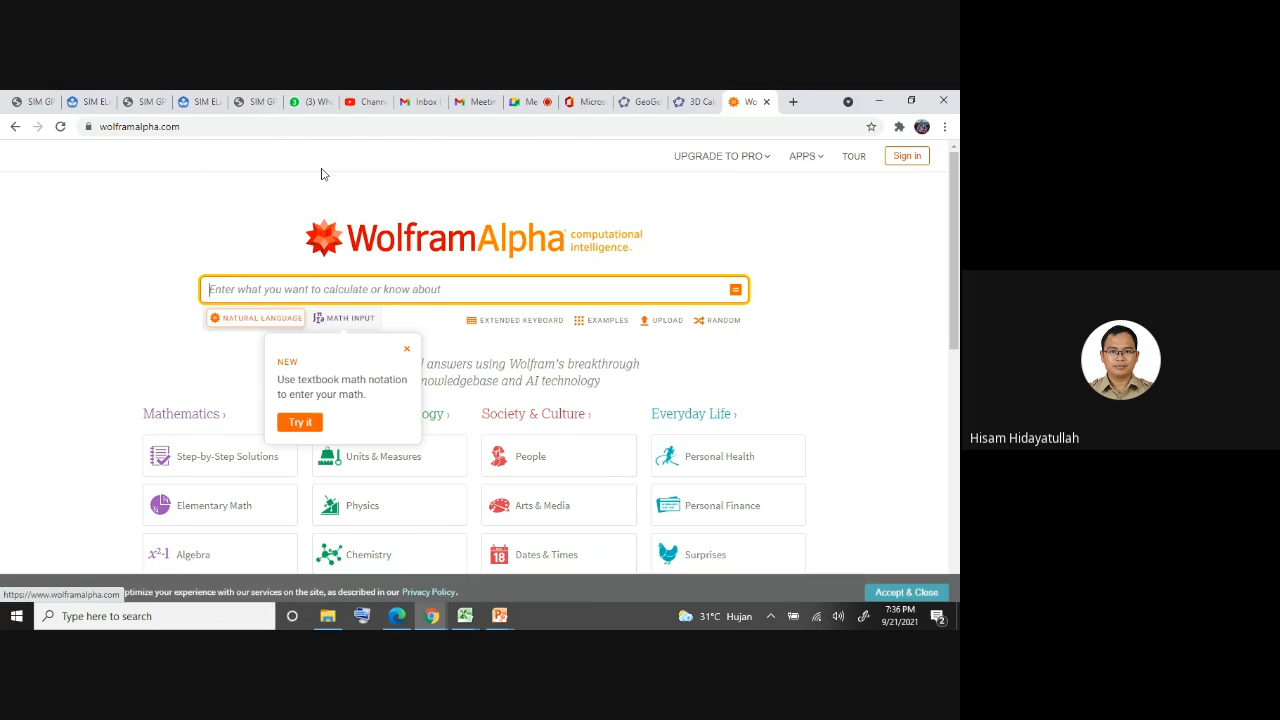 SIM GP
SIM EL
SIM GP
SIM EL
SIM GP
(3) Wh
Chann
Inbox (
Meetin
Me
Micros
GeoGel
3D Cal
Wo
wolframalpha.com
UPGRADE TO PRO
APPS
TOUR
Sign in
WolframAlpha computational
intelligence.
Enter what you want to calculate or know about
NATURAL LANGUAGE
MATH INPUT
EXTENDED KEYBOARD
EXAMPLES
UPLOAD
RANDOM
NEW
Use textbook math notation
to enter your math.
Try it
answers using Wolfram's breakthrough
nowledgebase and AI technology
Mathematics ›
ogy ›
Society & Culture ›
Everyday Life ›
Step-by-Step Solutions
Units & Measures
People
Personal Health
Elementary Math
Physics
Arts & Media
Personal Finance
x²-1 Algebra
Chemistry
18 Dates & Times
Surprises
https://www.wolframalpha.com
ptimize your experience with our services on the site, as described in our Privacy Policy.
Accept & Close
Type here to search
31°C Hujan
7:36 PM
9/21/2021
2
Hisam Hidayatullah